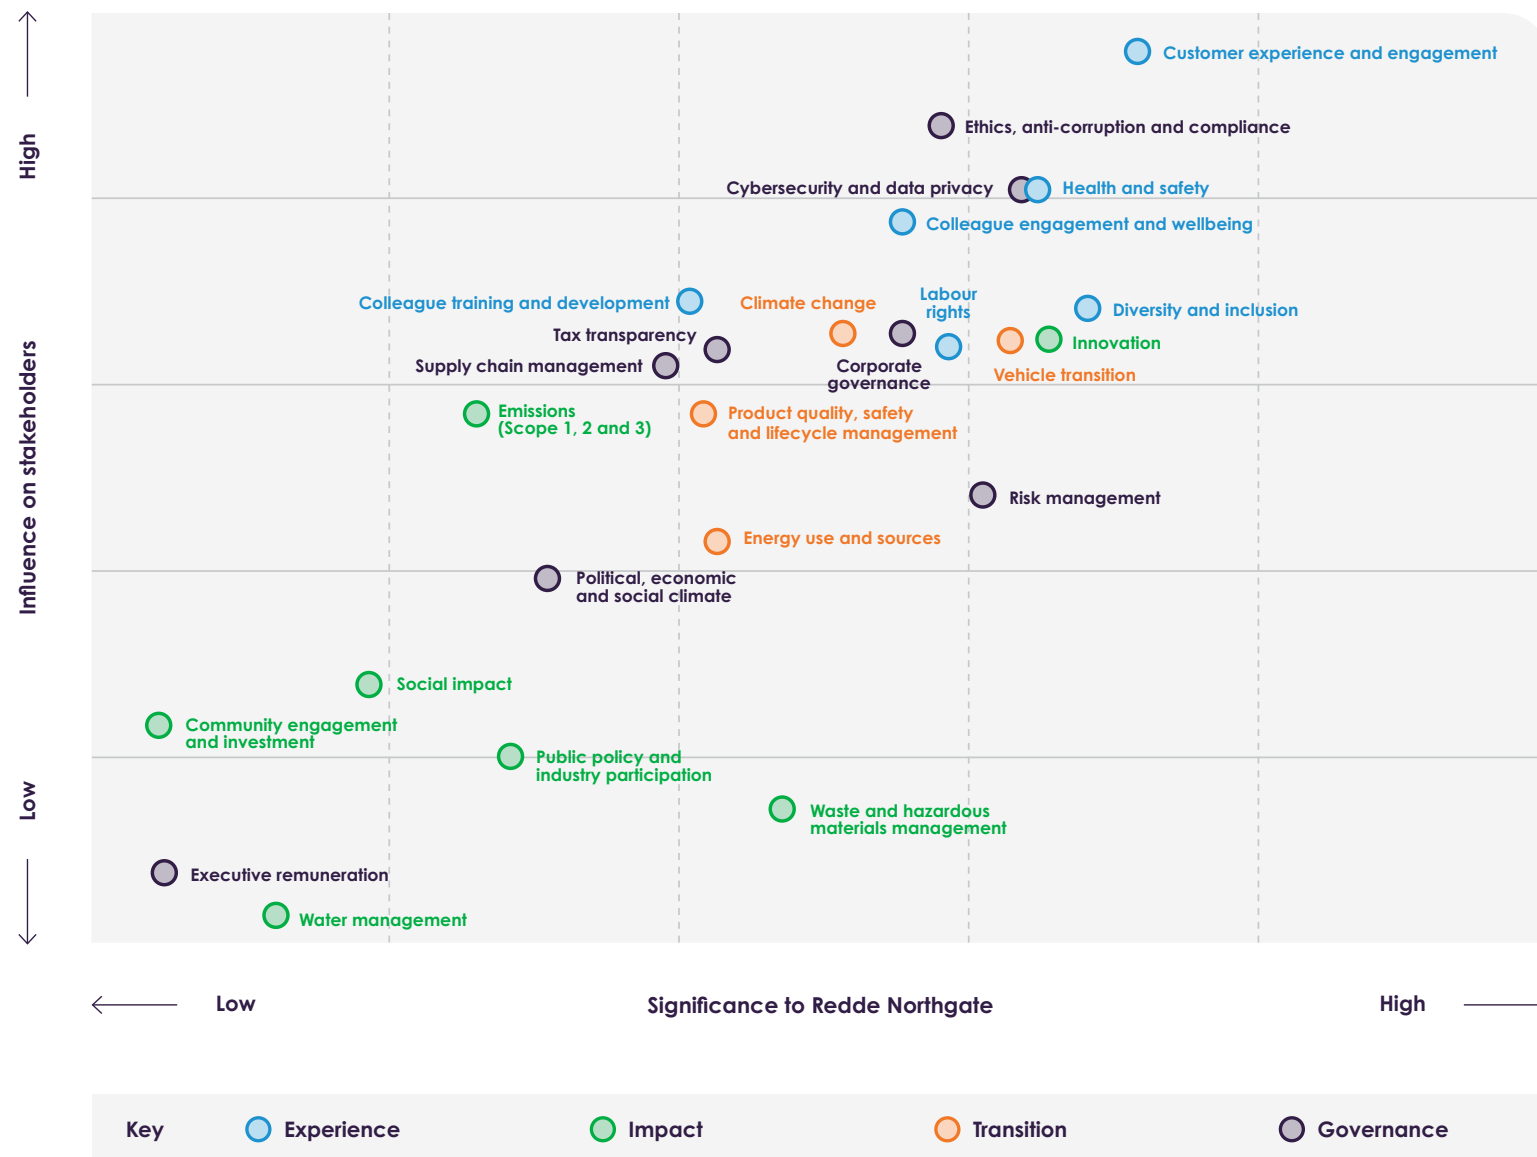 High
Influence on stakeholders
Low
Customer experience and engagement
Ethics, anti-corruption and compliance
Cybersecurity and data privacy
Health and safety
Colleague engagement and wellbeing
Colleague training and development
Climate change
Labour
rights
Diversity and inclusion
Tax transparency
Innovation
Supply chain management
Corporate
governance
Vehicle transition
Emissions
(Scope 1, 2 and 3)
Product quality, safety
and lifecycle management
Risk management
Energy use and sources
Political, economic
and social climate
Social impact
Community engagement
and investment
Public policy and
industry participation
Waste and hazardous
materials management
Executive remuneration
Water management
Low
Significance to Redde Northgate
High
Key
Experience
Impact
Transition
Governance